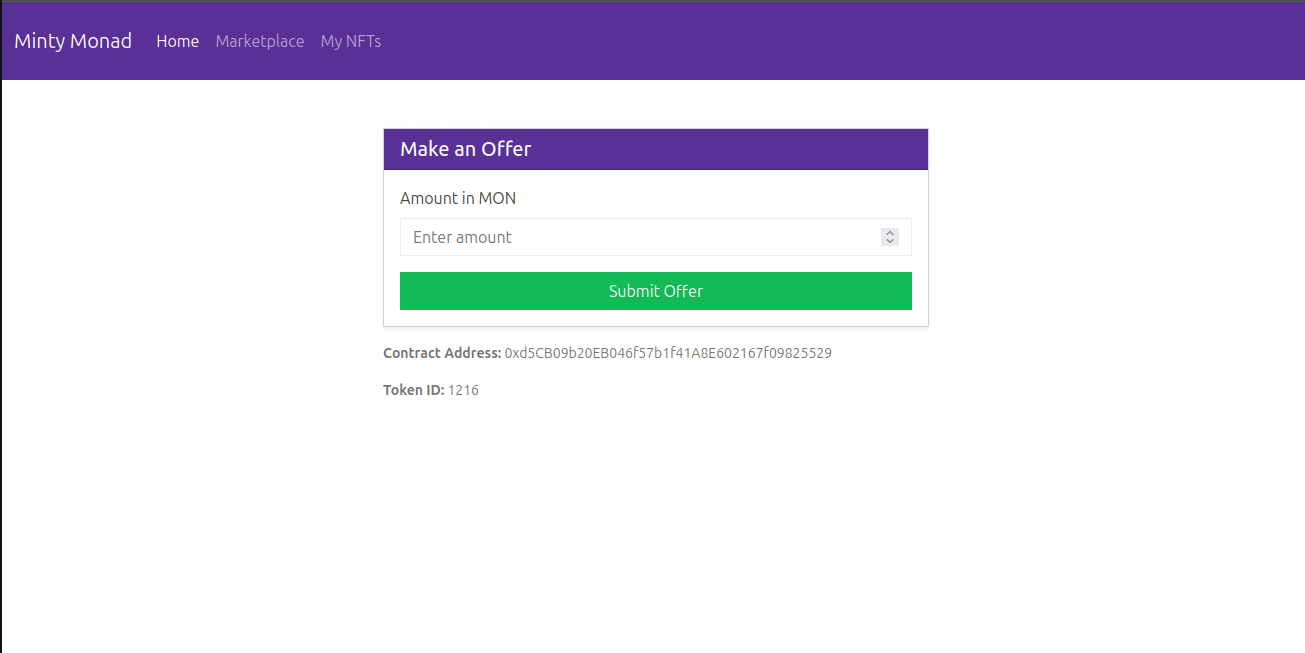 Minty Monad Home Marketplace My NFTs
Make an Offer
Amount in MON
Enter amount
Submit Offer
Contract Address: 0xd5CB09b20EB046f57b1f41A8E602167f09825529
Token ID: 1216